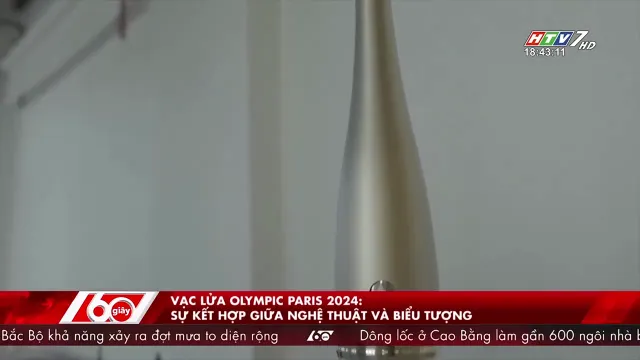 HTV7 HD
18:43:11
60 giây
VẠC LỬA OLYMPIC PARIS 2024:
SỰ KẾT HỢP GIỮA NGHỆ THUẬT VÀ BIỂU TƯỢNG
Bắc Bộ khả năng xảy ra đợt mưa to diện rộng 60 Dông lốc ở Cao Bằng làm gần 600 ngôi nhà b